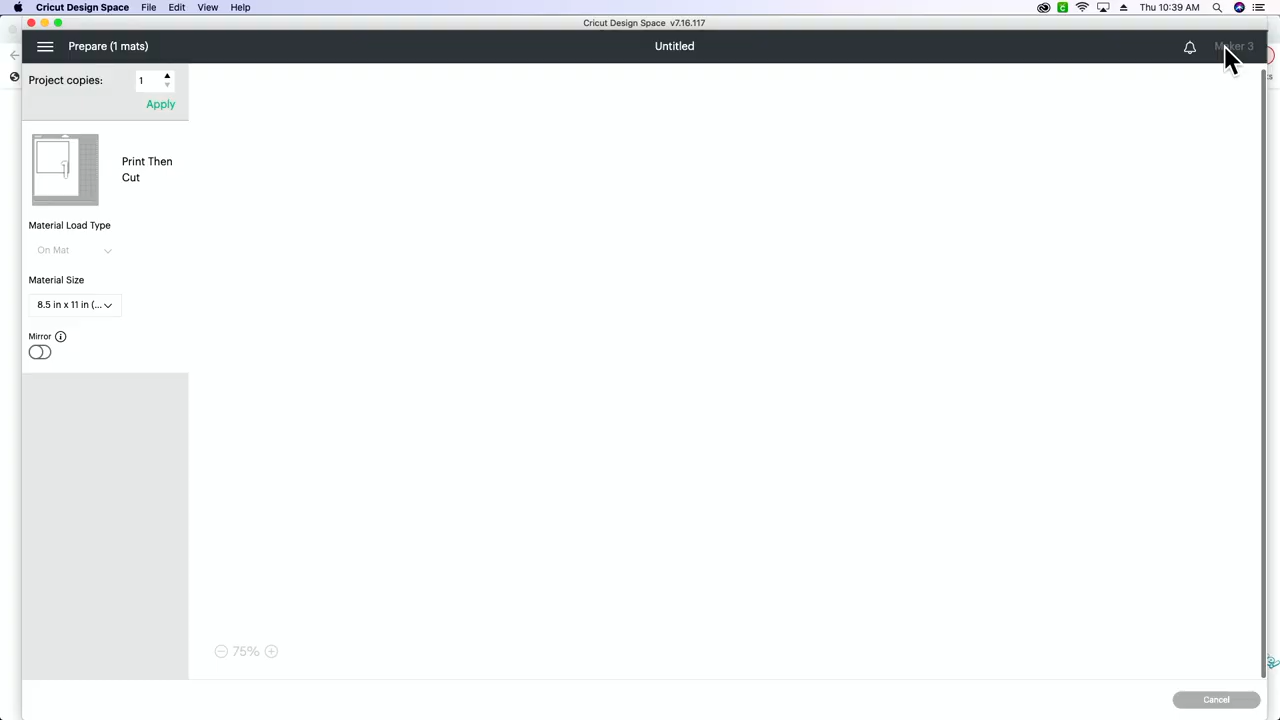 Cricut Design Space File Edit View Help Thu 10:39 AM
Cricut Design Space v7.16.117
Prepare (1 mats) Untitled Maker 3
Project copies: 1
Apply
Print Then
Cut
Material Load Type
On Mat
Material Size
8.5 in x 11 in (...
Mirror
75%
Cancel